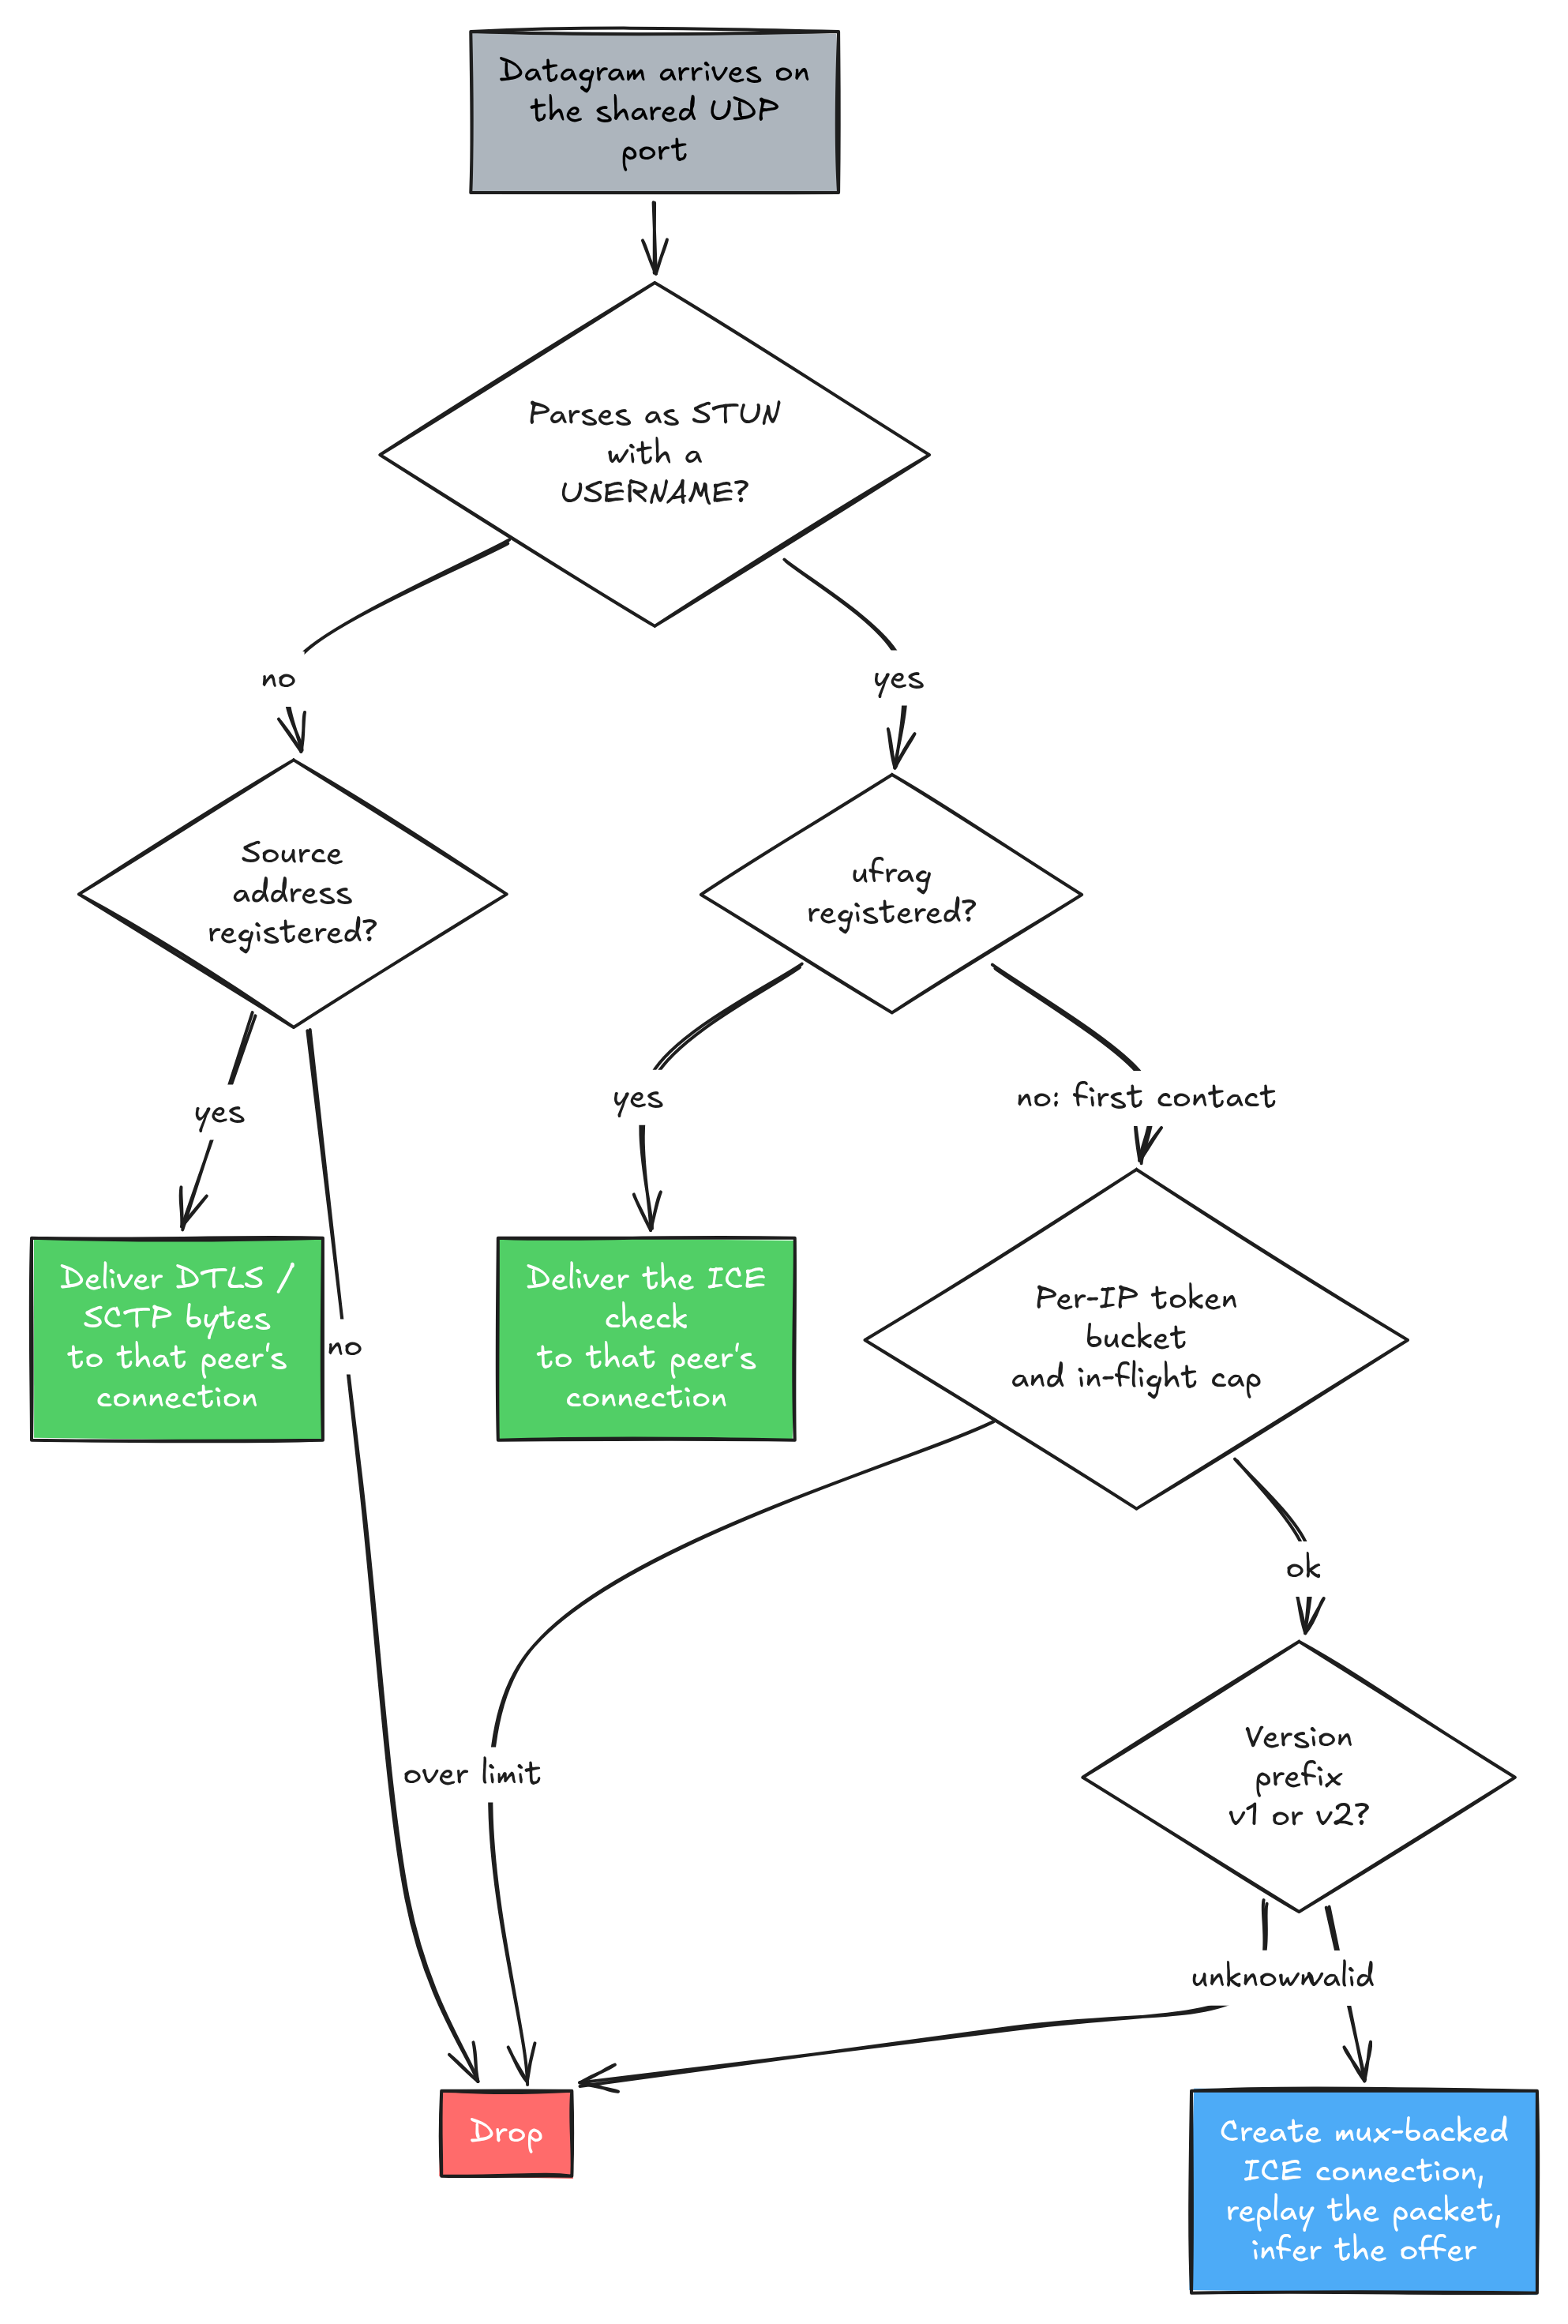 Datagram arrives on
the shared UDP
port
Parses as STUN
with a
USERNAME?
no
yes
Source
address
registered?
ufrag
registered?
yes
yes
no: first contact
Deliver DTLS /
SCTP bytes
to that peer's
connection
no
Deliver the ICE
check
to that peer's
connection
Per-IP token
bucket
and in-flight cap
ok
over limit
Version
prefix
v1 or v2?
unknown
valid
Drop
Create mux-backed
ICE connection,
replay the packet,
infer the offer